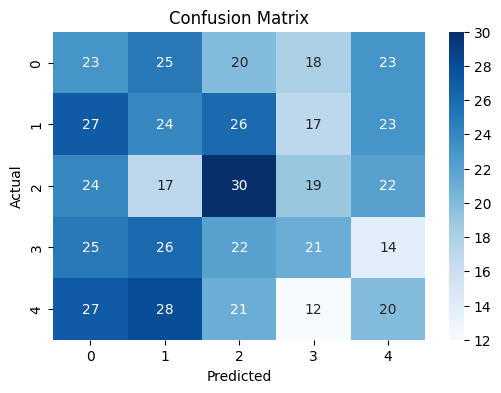 Confusion Matrix
0 23 25 20 18 23
1 27 24 26 17 23
2 24 17 30 19 22
3 25 26 22 21 14
4 27 28 21 12 20
0 1 2 3 4
Predicted
Actual
30
28
26
24
22
20
18
16
14
12